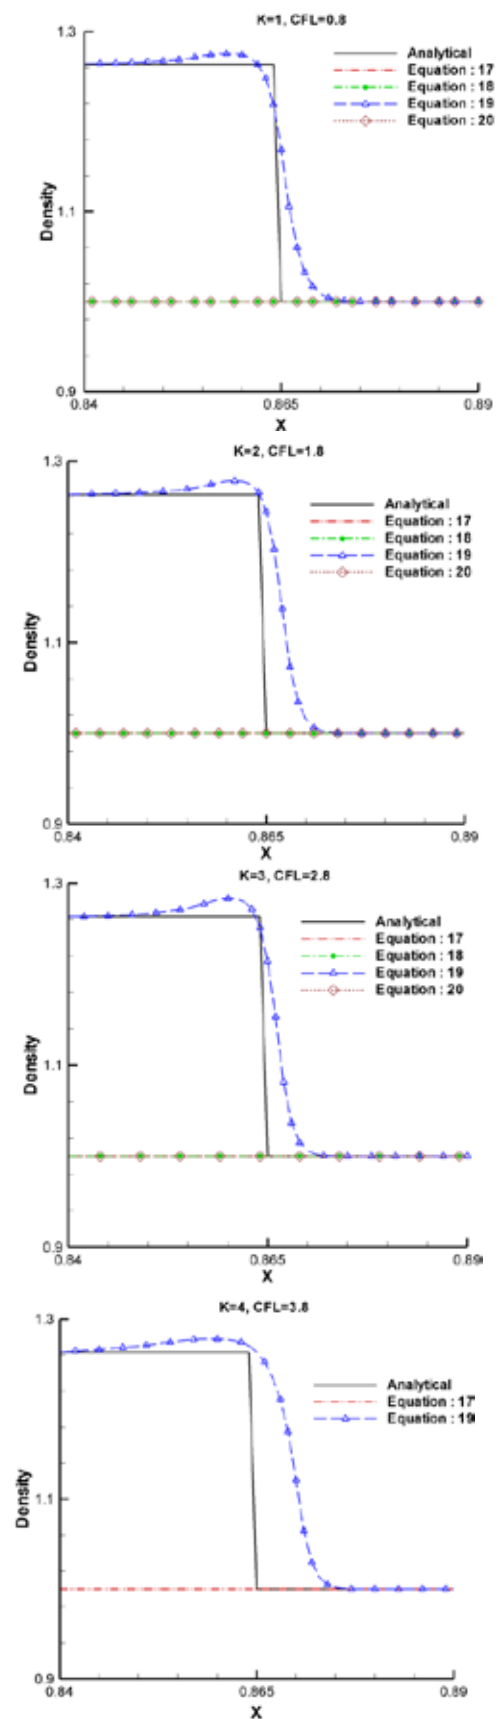 K=1, CFL=0.8
1.3
Analytical
Equation : 17
Equation : 18
Equation : 19
Equation : 20
1.1
Density
0.9
0.84
0.865
0.89
X
K=2, CFL=1.8
1.3
Analytical
Equation : 17
Equation : 18
Equation : 19
Equation : 20
1.1
Density
0.9
0.84
0.865
0.89
X
K=3, CFL=2.8
1.3
Analytical
Equation : 17
Equation : 18
Equation : 19
Equation : 20
1.1
Density
0.9
0.84
0.865
0.89
X
K=4, CFL=3.8
1.3
Analytical
Equation : 17
Equation : 19
1.1
Density
0.9
0.84
0.865
0.89
X